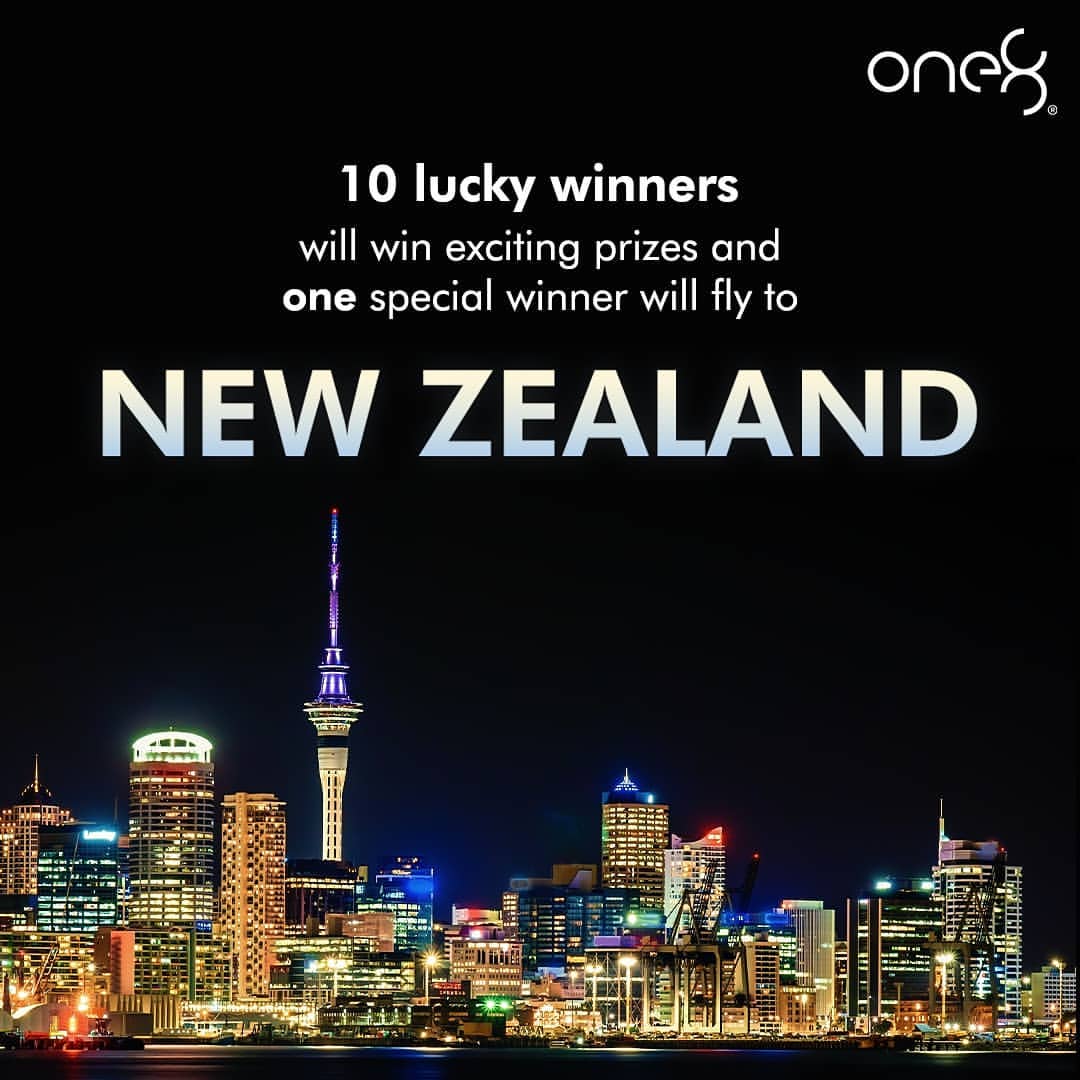 one8®
10 lucky winners
will win exciting prizes and
one special winner will fly to
NEW ZEALAND